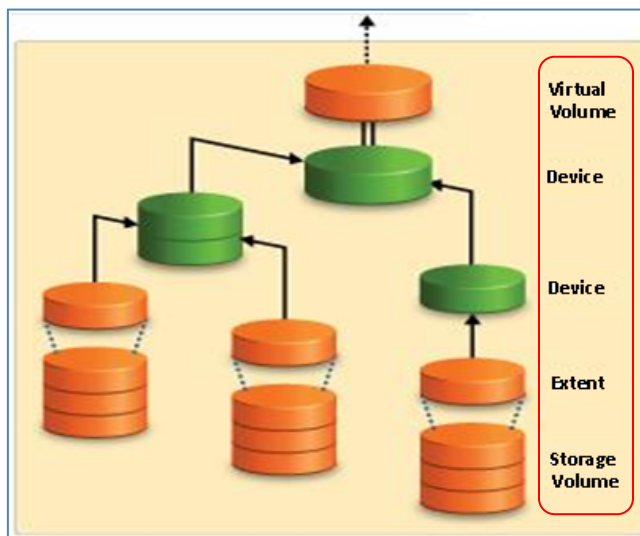 Virtual
Volume
Device
Device
Extent
Storage
Volume